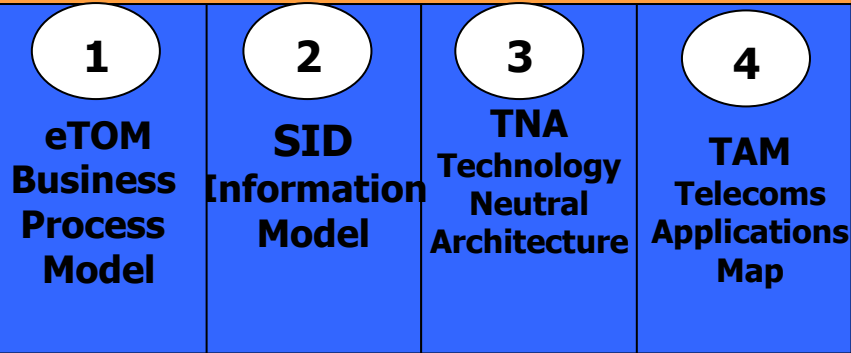 1
eTOM
Business
Process
Model
2
SID
Information
Model
3
TNA
Technology
Neutral
Architecture
4
TAM
Telecoms
Applications
Map